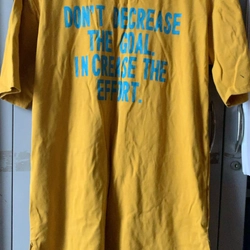 DON'T DECREASE
THE GOAL.
INCREASE THE
EFFORT.